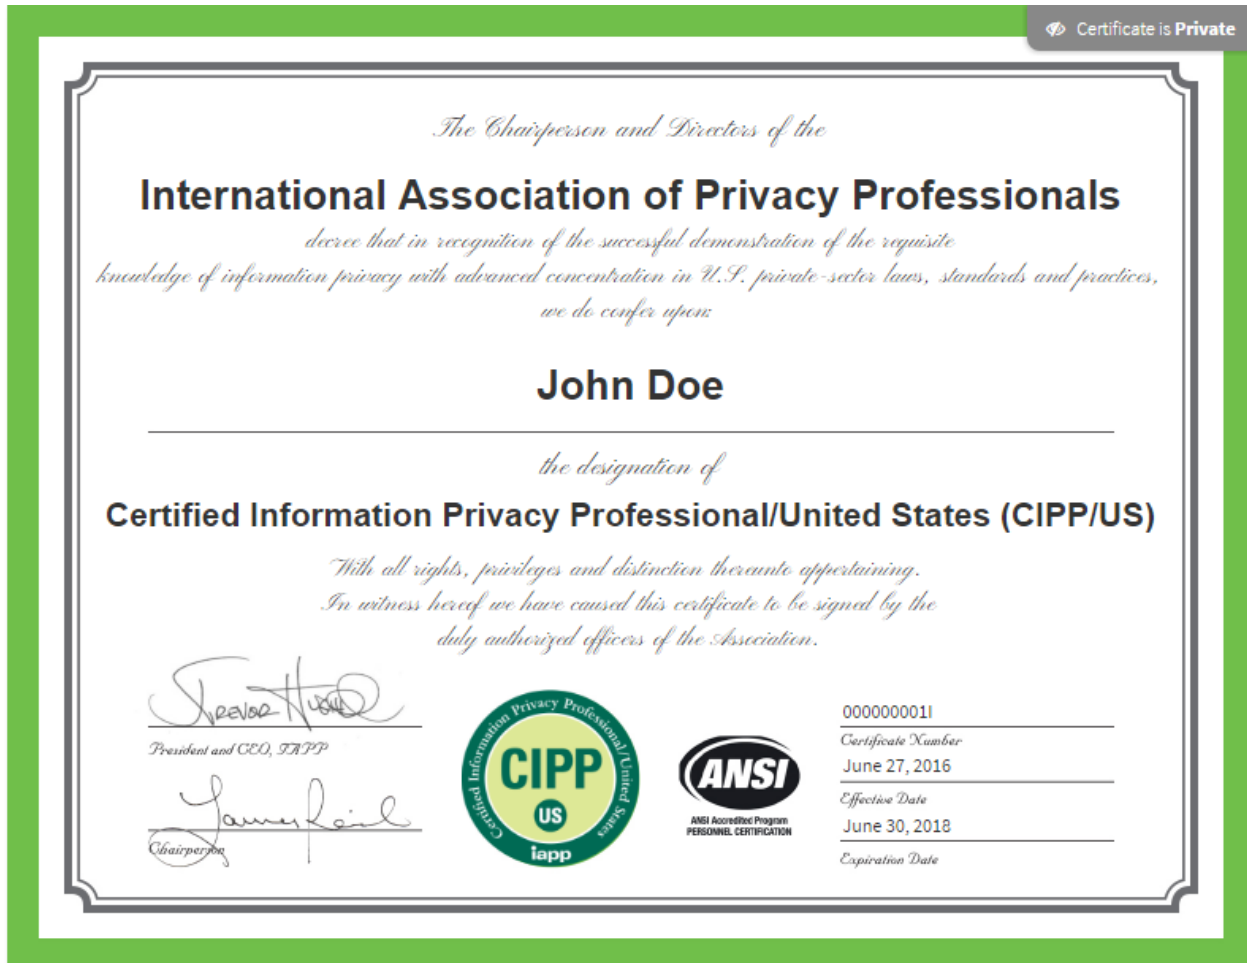 Certificate is Private
The Chairperson and Directors of the
International Association of Privacy Professionals
decree that in recognition of the successful demonstration of the requisite
knowledge of information privacy with advanced concentration in U.S. private-sector laws, standards and practices,
we do confer upon:
John Doe
the designation of
Certified Information Privacy Professional/United States (CIPP/US)
With all rights, privileges and distinction thereunto appertaining.
In witness hereof we have caused this certificate to be signed by the
duly authorized officers of the Association.
Trevor Hughes
President and CEO, IAPP
Chairperson
Certified Information Privacy Professional/United States
CIPP
US
iapp
ANSI
ANSI Accredited Program
PERSONNEL CERTIFICATION
000000001I
Certificate Number
June 27, 2016
Effective Date
June 30, 2018
Expiration Date